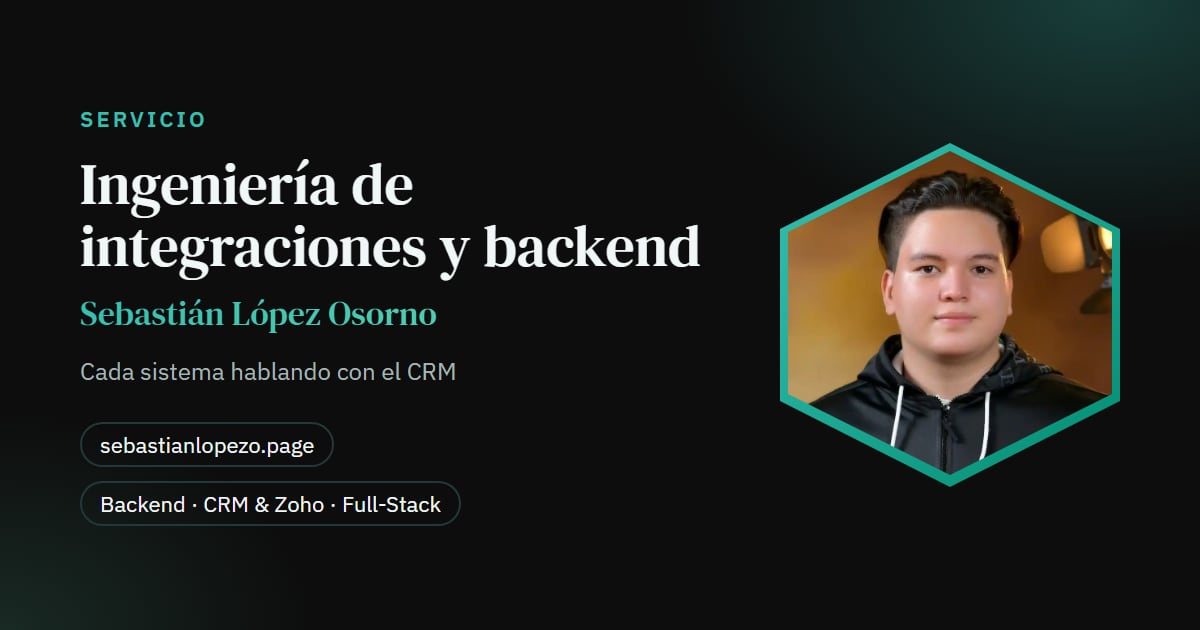 SERVICIO
Ingeniería de
integraciones y backend
Sebastián López Osorno
Cada sistema hablando con el CRM
sebastianlopezo.page
Backend · CRM & Zoho · Full-Stack